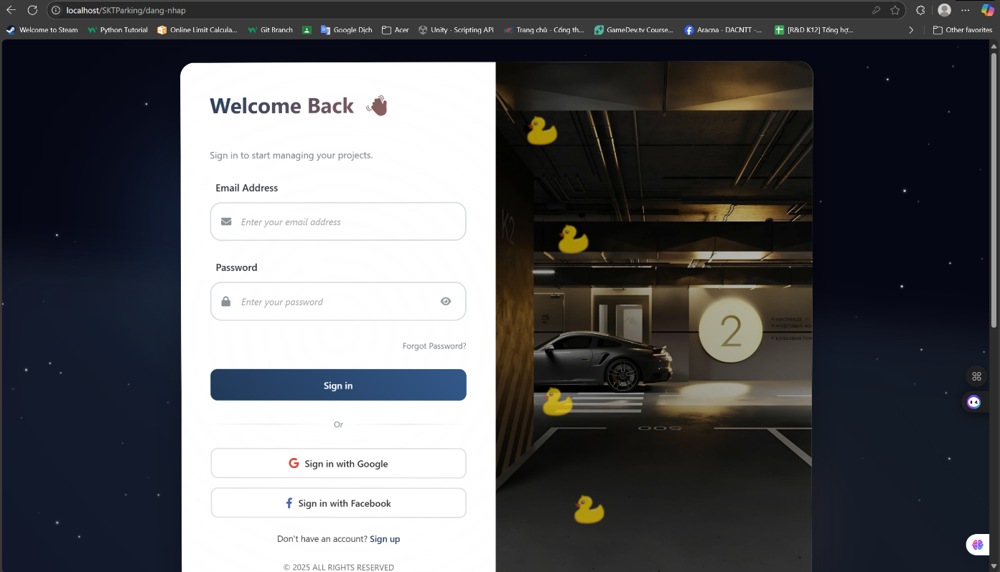 localhost/SKTParking/dang-nhap
Welcome to Steam
Python Tutorial
Online Limit Calcula...
Git Branch
Google Dịch
Acer
Unity - Scripting API
Trang chủ - Cổng th...
GameDev.tv Course...
Aracna - DACNTT -...
[R&D K12] Tổng hợ...
Other favorites
Welcome Back
Sign in to start managing your projects.
Email Address
Enter your email address
Password
Enter your password
Forgot Password?
Sign in
Or
Sign in with Google
Sign in with Facebook
Don't have an account? Sign up
© 2025 ALL RIGHTS RESERVED
K2
2
< лестница
< лифтовый
< кладовые